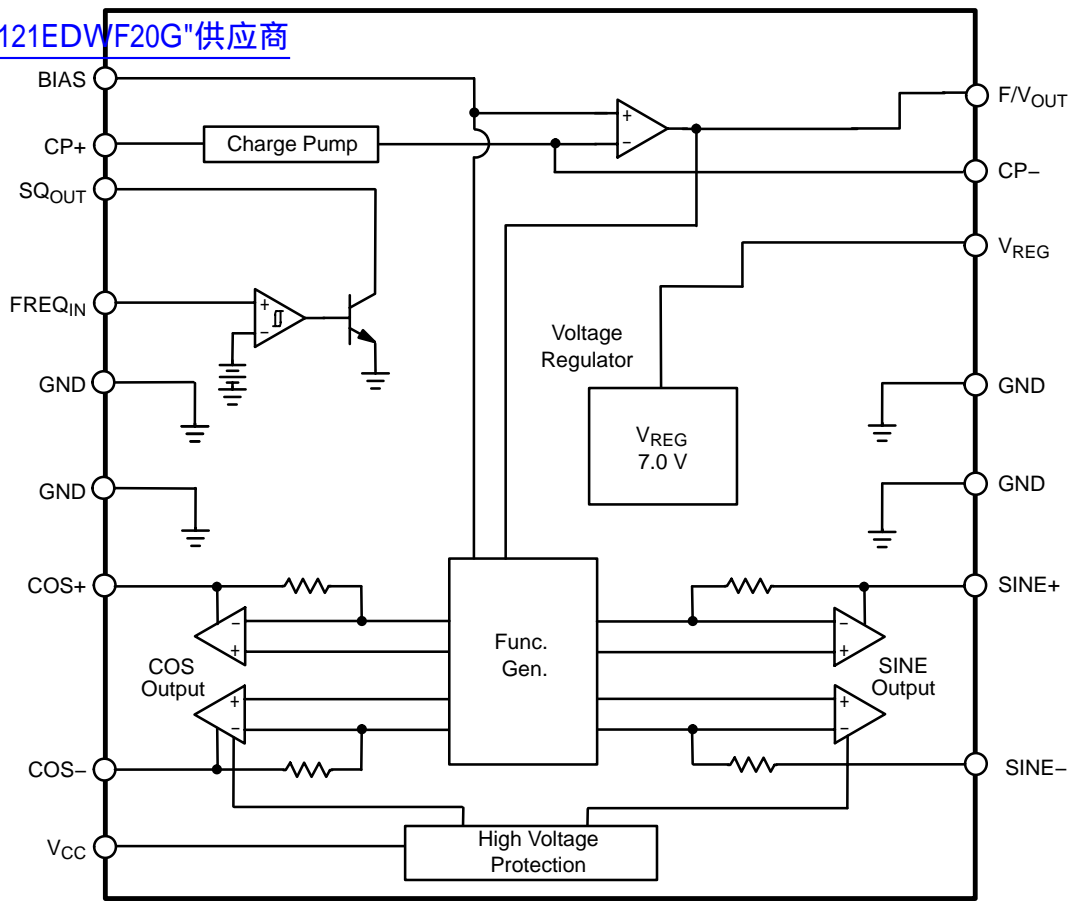 121EDWF20G"供应商
BIAS
CP+
SQOUT
FREQIN
GND
GND
COS+
COS–
VCC
Charge Pump
+
–
+
–
Voltage
Regulator
VREG
7.0 V
F/VOUT
CP–
VREG
GND
GND
SINE+
SINE–
–
+
COS
Output
+
–
Func.
Gen.
–
+
SINE
Output
+
–
High Voltage
Protection